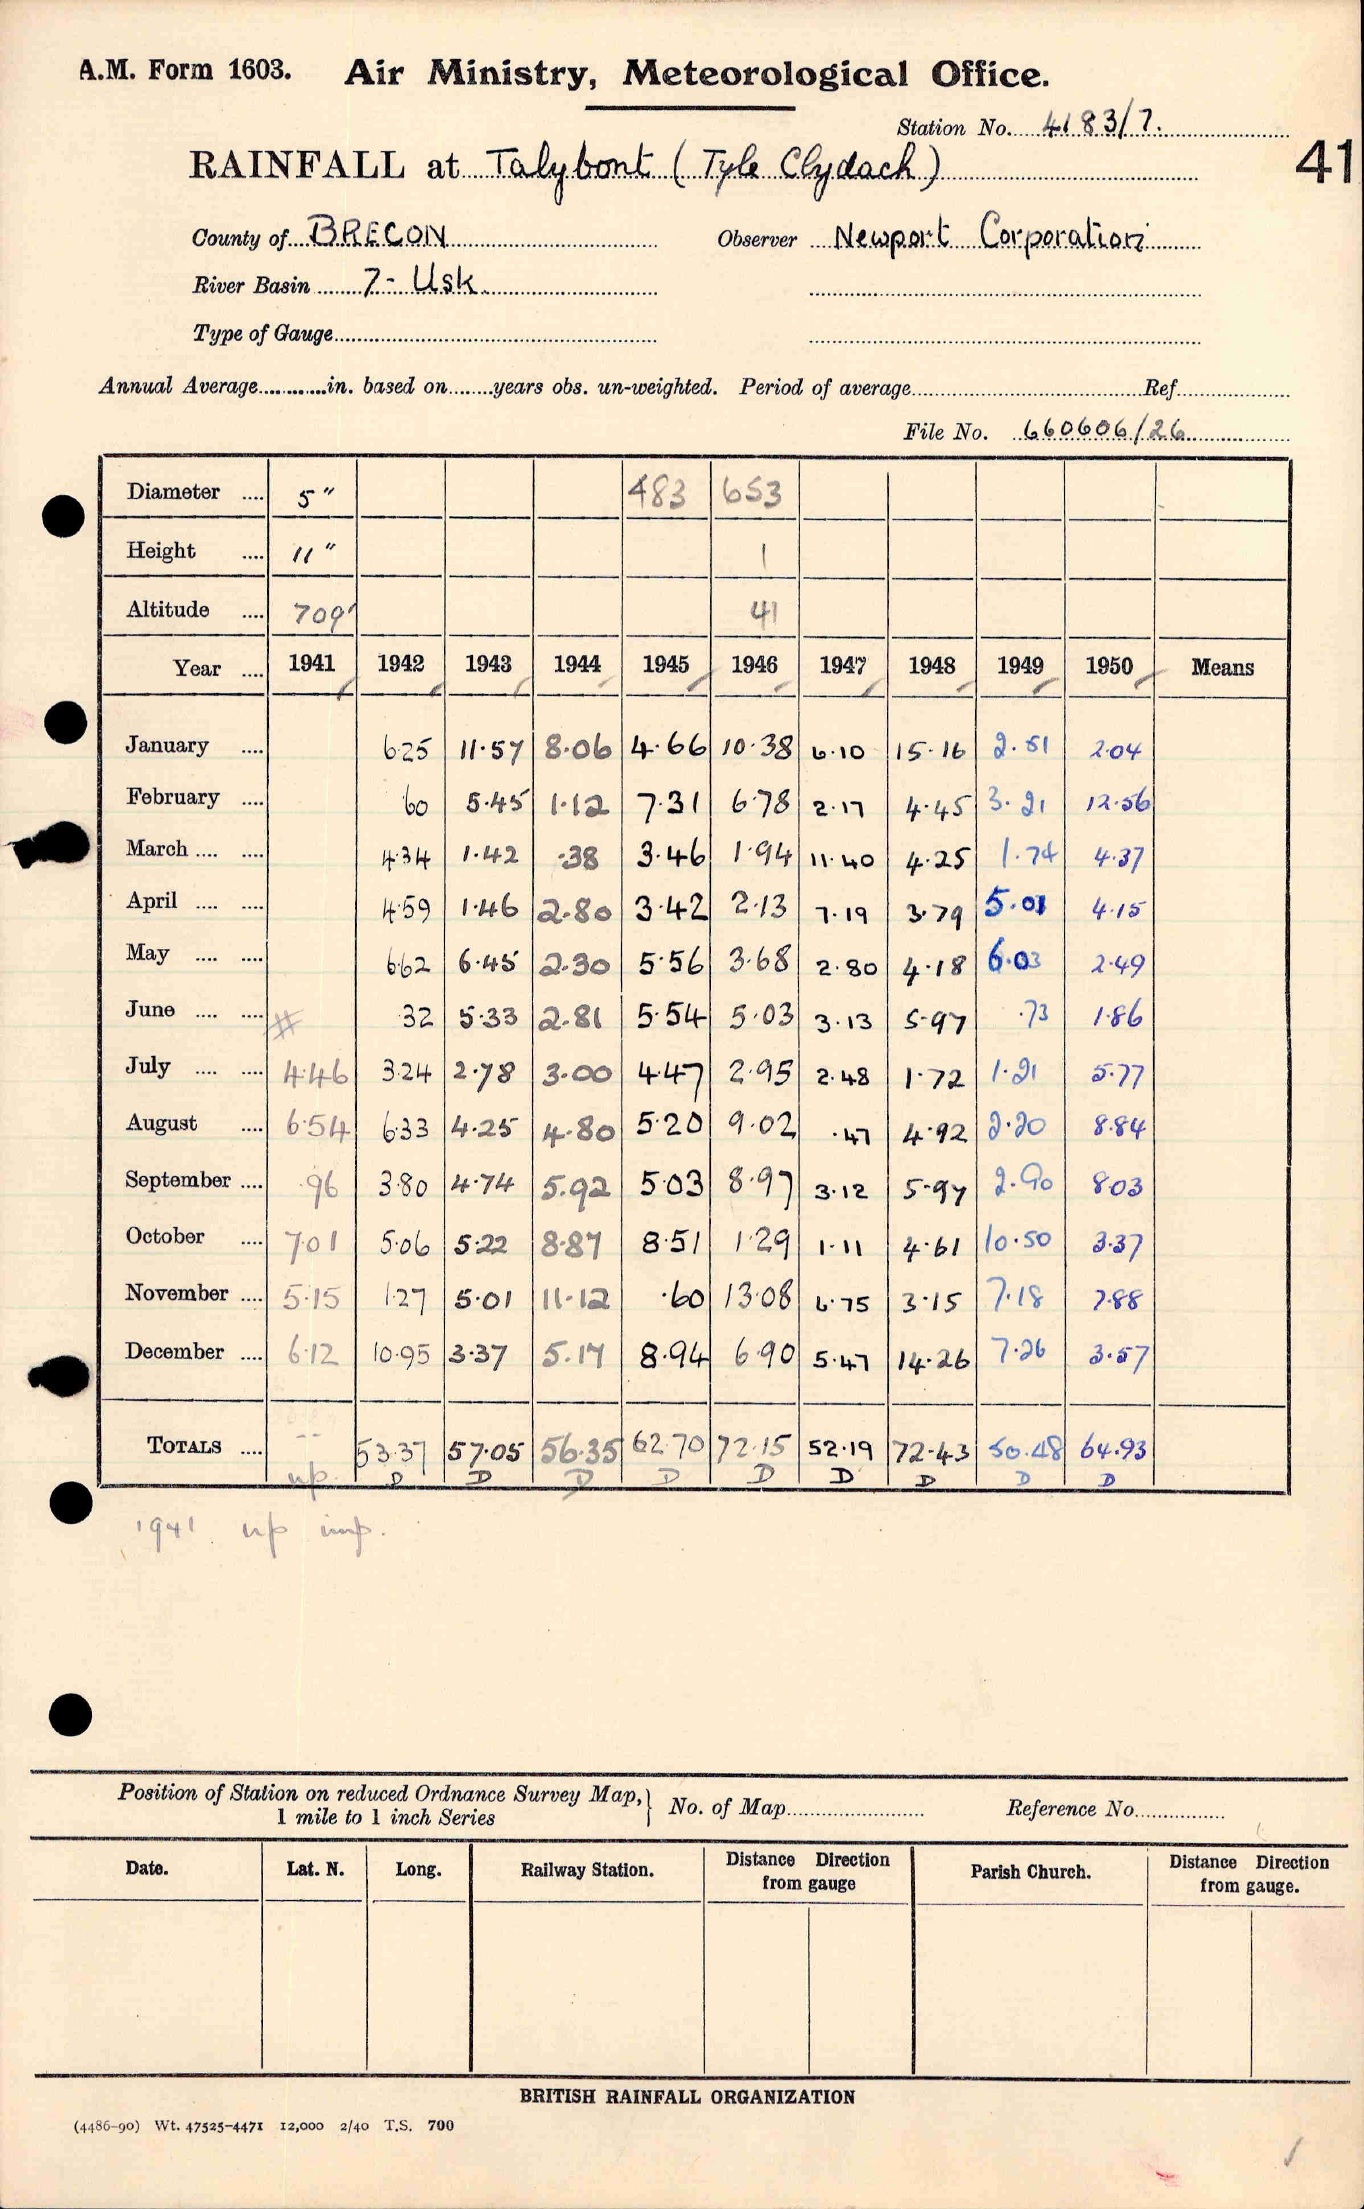 A.M. Form 1603. Air Ministry, Meteorological Office.
Station No. 4183/7.
RAINFALL at Talybont (Tyle Clydach)
41
County of BRECON Observer Newport Corporation
River Basin 7- Usk
Type of Gauge
Annual Average in. based on years obs. un-weighted. Period of average Ref
File No. 660606/26
Diameter 5" 483 653
Height 11" 1
Altitude 709' 41
Year 1941 1942 1943 1944 1945 1946 1947 1948 1949 1950 Means
January 6.25 11.57 8.06 4.66 10.38 6.10 15.16 2.51 2.04
February .60 5.45 1.12 7.31 6.78 2.17 4.45 3.21 12.56
March 4.34 1.42 .38 3.46 1.94 11.40 4.25 1.74 4.37
April 4.59 1.46 2.80 3.42 2.13 7.19 3.79 5.01 4.15
May 6.62 6.45 2.30 5.56 3.68 2.80 4.18 6.03 2.49
June # .32 5.33 2.81 5.54 5.03 3.13 5.97 .73 1.86
July 4.46 3.24 2.78 3.00 4.47 2.95 2.48 1.72 1.21 5.77
August 6.54 6.33 4.25 4.80 5.20 9.02 .47 4.92 2.20 8.84
September .96 3.80 4.74 5.92 5.03 8.97 3.12 5.97 2.90 8.03
October 7.01 5.06 5.22 8.87 8.51 1.29 1.11 4.61 10.50 3.37
November 5.15 1.27 5.01 11.12 .60 13.08 6.75 3.15 7.18 7.88
December 6.12 10.95 3.37 5.17 8.94 6.90 5.47 14.26 7.26 3.57
TOTALS -- 53.37 57.05 56.35 62.70 72.15 52.19 72.43 50.48 64.93
up. D D D D D D D D D
1941 up imp.
Position of Station on reduced Ordnance Survey Map, 1 mile to 1 inch Series } No. of Map Reference No.
Date. Lat. N. Long. Railway Station. Distance Direction from gauge Parish Church. Distance Direction from gauge.
BRITISH RAINFALL ORGANIZATION
(4486-90) Wt. 47525-4471 12,000 2/40 T.S. 700